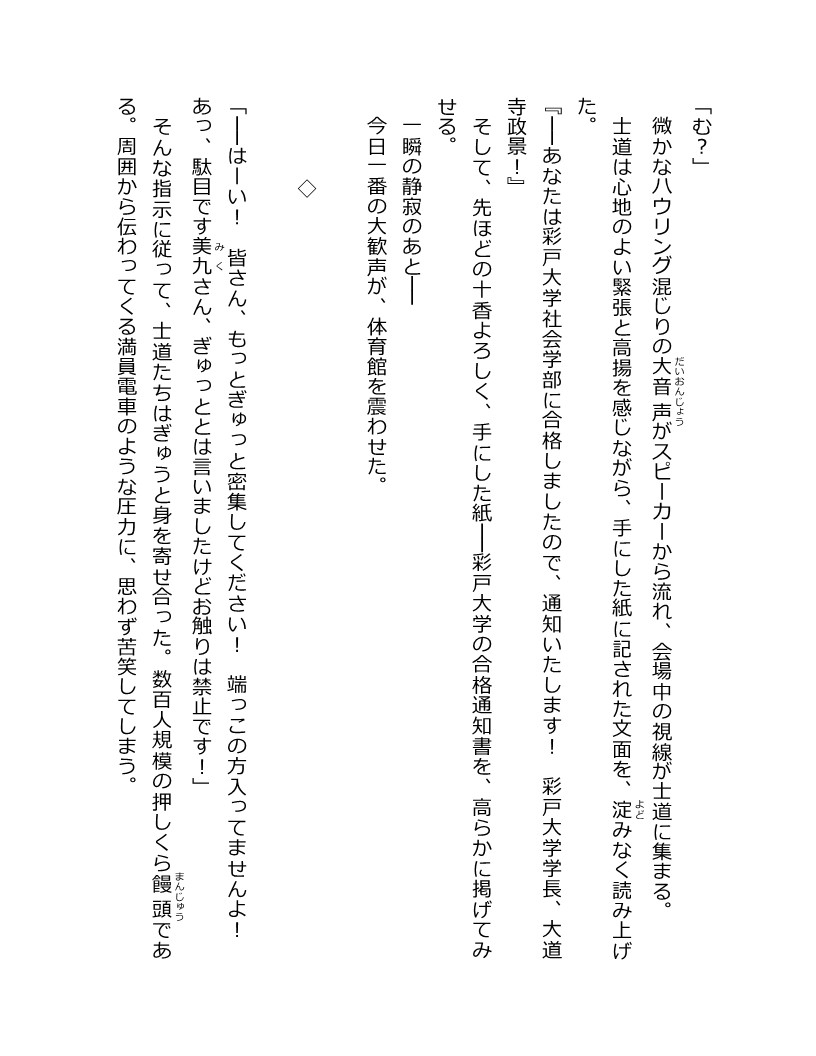 「む？」
　微かなハウリング混じりの大音声がスピーカーから流れ、会場中の視線が士道に集まる。
　士道は心地のよい緊張と高揚を感じながら、手にした紙に記された文面を、淀みなく読み上げ
た。
『――あなたは彩戸大学社会学部に合格しましたので、通知いたします！　彩戸大学学長、大道
寺政景！』
　そして、先ほどの十香よろしく、手にした紙――彩戸大学の合格通知書を、高らかに掲げてみ
せる。
　一瞬の静寂のあと――
　今日一番の大歓声が、体育館を震わせた。
◇
「――はーい！　皆さん、もっとぎゅっと密集してください！　端っこの方入ってませんよ！
あっ、駄目です美九さん、ぎゅっととは言いましたけどお触りは禁止です！」
　そんな指示に従って、士道たちはぎゅうと身を寄せ合った。数百人規模の押しくら饅頭であ
る。周囲から伝わってくる満員電車のような圧力に、思わず苦笑してしまう。